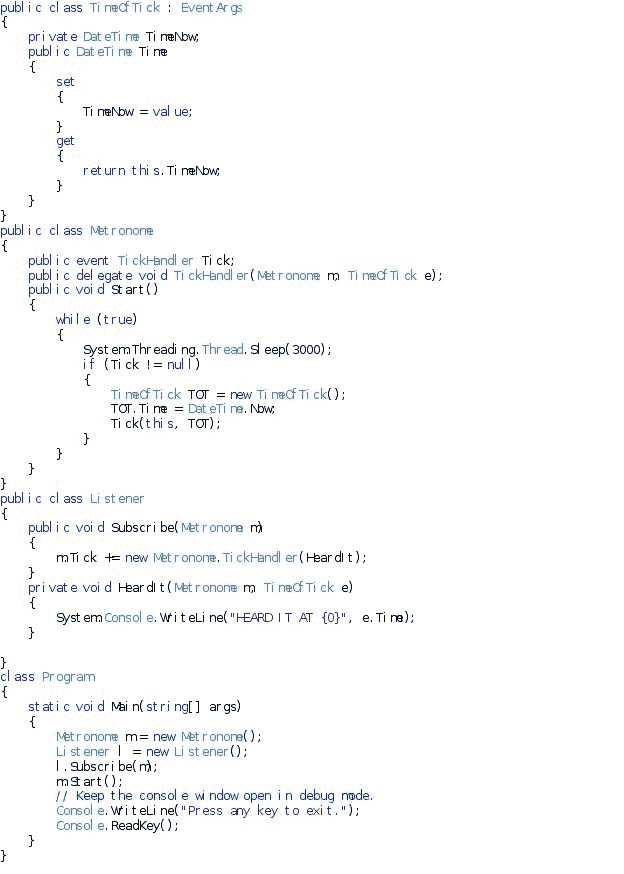 public class TimeOfTick : EventArgs
{
    private DateTime TimeNow;
    public DateTime Time
    {
        set
        {
            TimeNow = value;
        }
        get
        {
            return this.TimeNow;
        }
    }
}
public class Metronome
{
    public event TickHandler Tick;
    public delegate void TickHandler(Metronome m, TimeOfTick e);
    public void Start()
    {
        while (true)
        {
            System.Threading.Thread.Sleep(3000);
            if (Tick != null)
            {
                TimeOfTick TOT = new TimeOfTick();
                TOT.Time = DateTime.Now;
                Tick(this, TOT);
            }
        }
    }
}
public class Listener
{
    public void Subscribe(Metronome m)
    {
        m.Tick += new Metronome.TickHandler(HeardIt);
    }
    private void HeardIt(Metronome m, TimeOfTick e)
    {
        System.Console.WriteLine("HEARD IT AT {0}", e.Time);
    }

}
class Program
{
    static void Main(string[] args)
    {
        Metronome m = new Metronome();
        Listener l = new Listener();
        l.Subscribe(m);
        m.Start();
        // Keep the console window open in debug mode.
        Console.WriteLine("Press any key to exit.");
        Console.ReadKey();
    }
}